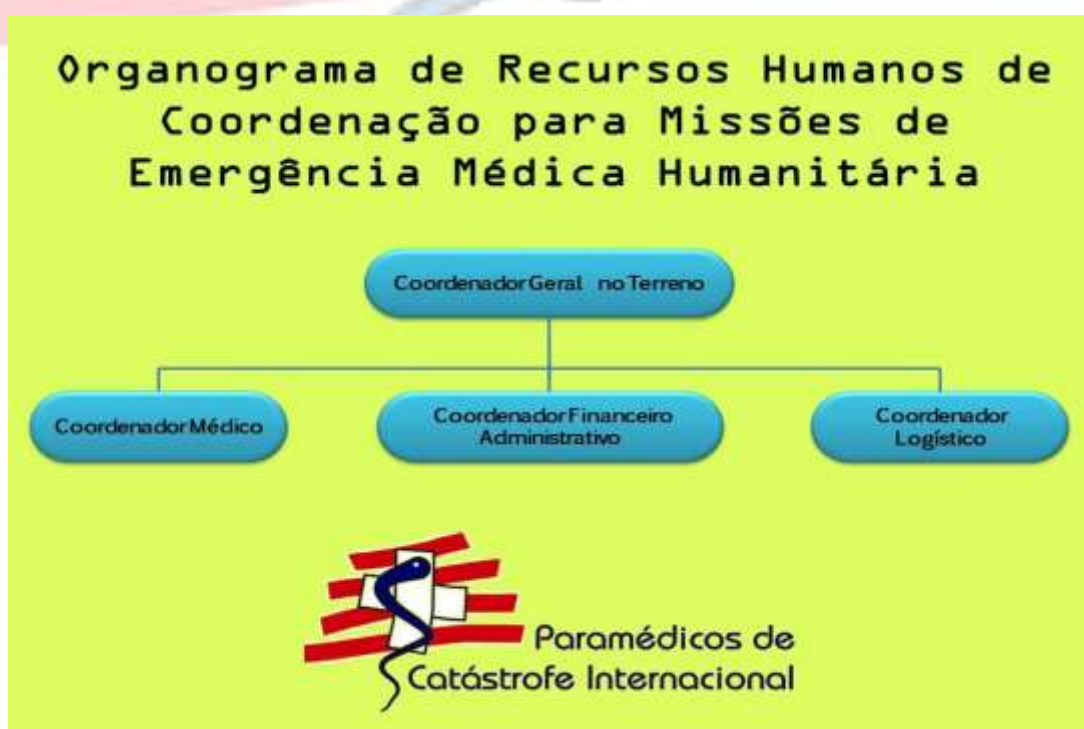 Organograma de Recursos Humanos de
Coordenação para Missões de
Emergência Médica Humanitária
Coordenador Geral no Terreno
Coordenador Médico
Coordenador Financeiro
Administrativo
Coordenador
Logístico
Paramédicos de
Catástrofe Internacional